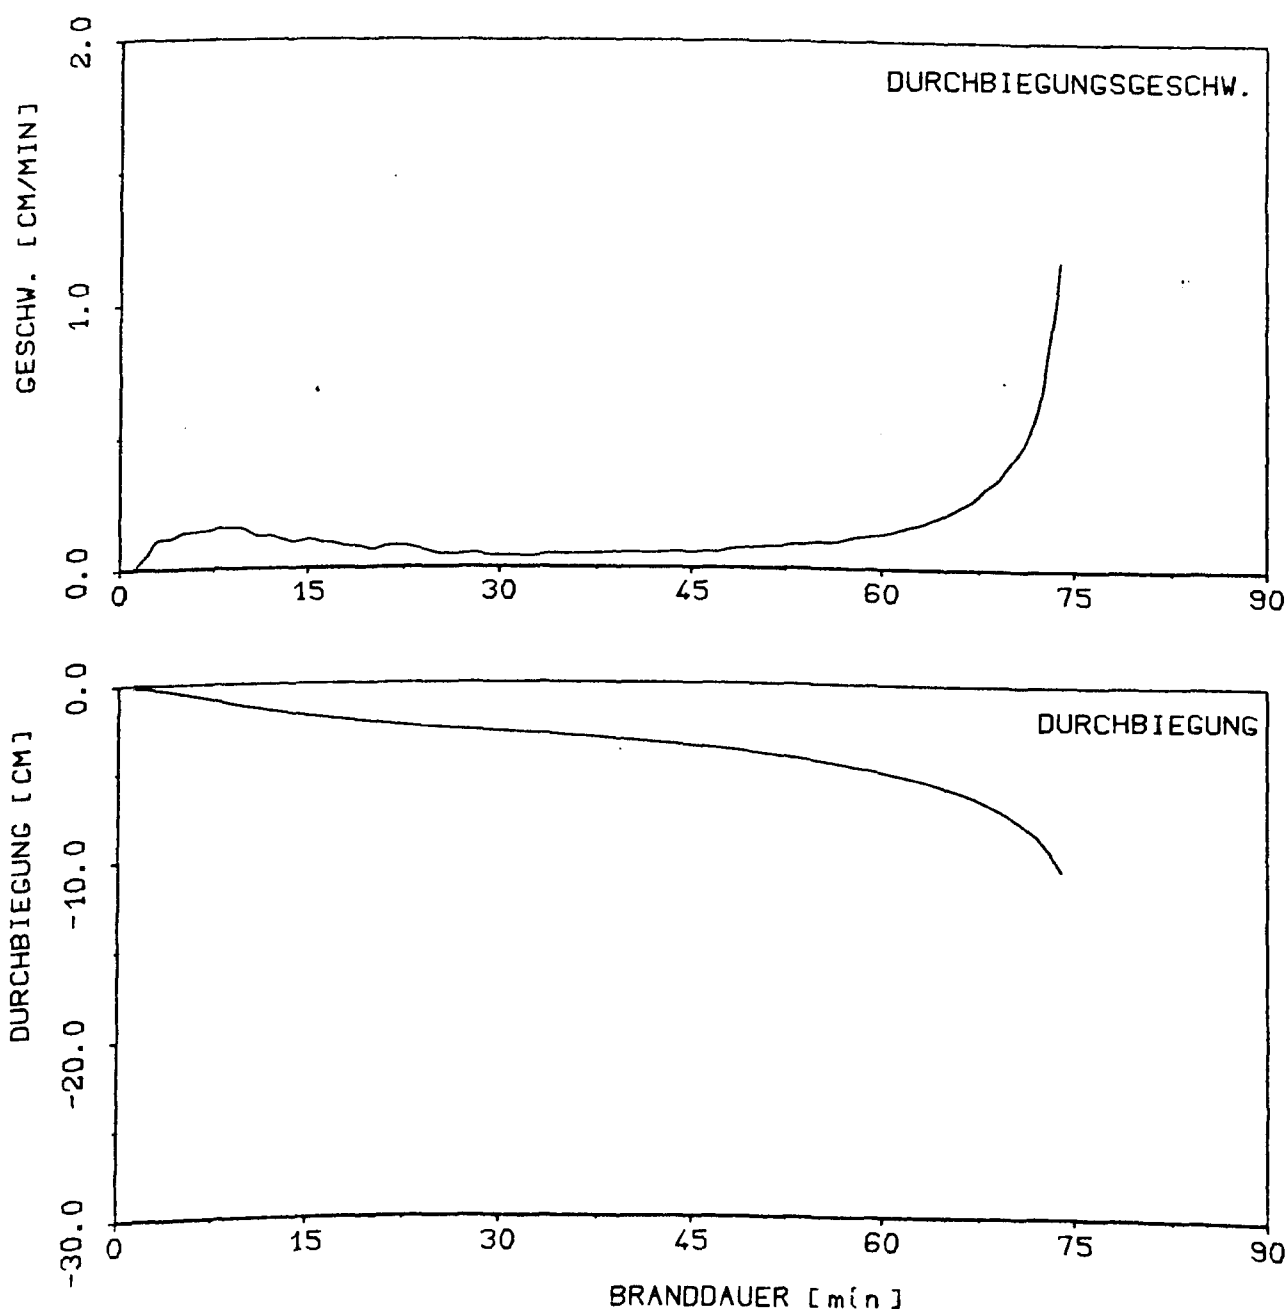 2.0
DURCHBIEGUNGSGESCHW.
GESCHW. [CM/MIN]
1.0
0.0
0 15 30 45 60 75 90
0.0
DURCHBIEGUNG
DURCHBIEGUNG [CM]
-10.0
-20.0
-30.0
0 15 30 45 60 75 90
BRANDDAUER [min]